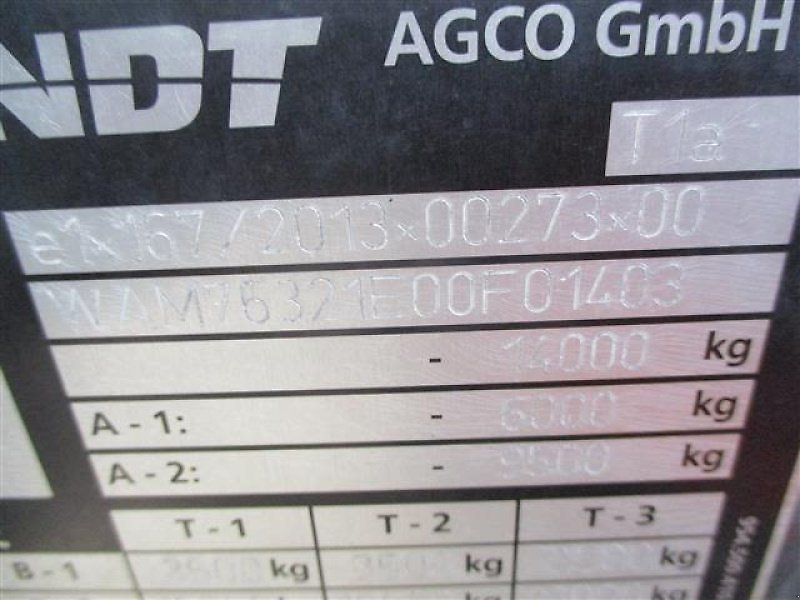 NDT AGCO GmbH
T1a
e1*167/2013*00273*00
WAM76321E00F01403
- 14000 kg
A - 1: - 6000 kg
A - 2: - 9500 kg
T - 1 T - 2 T - 3
B - 1 kg kg kg